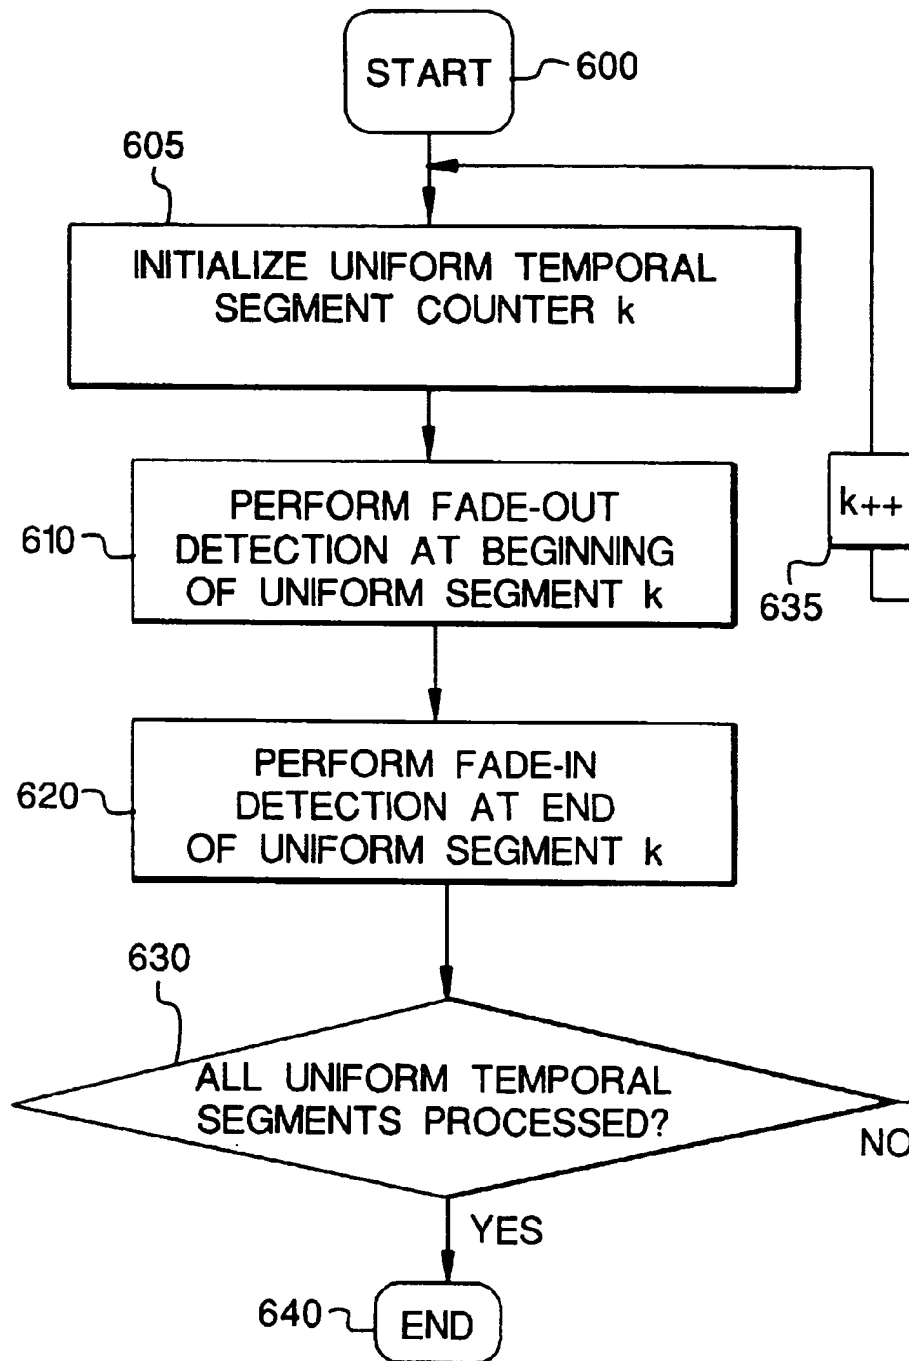 START
600
605
INITIALIZE UNIFORM TEMPORAL
SEGMENT COUNTER k
610
PERFORM FADE-OUT
DETECTION AT BEGINNING
OF UNIFORM SEGMENT k
k++
635
620
PERFORM FADE-IN
DETECTION AT END
OF UNIFORM SEGMENT k
630
ALL UNIFORM TEMPORAL
SEGMENTS PROCESSED?
NO
YES
640
END